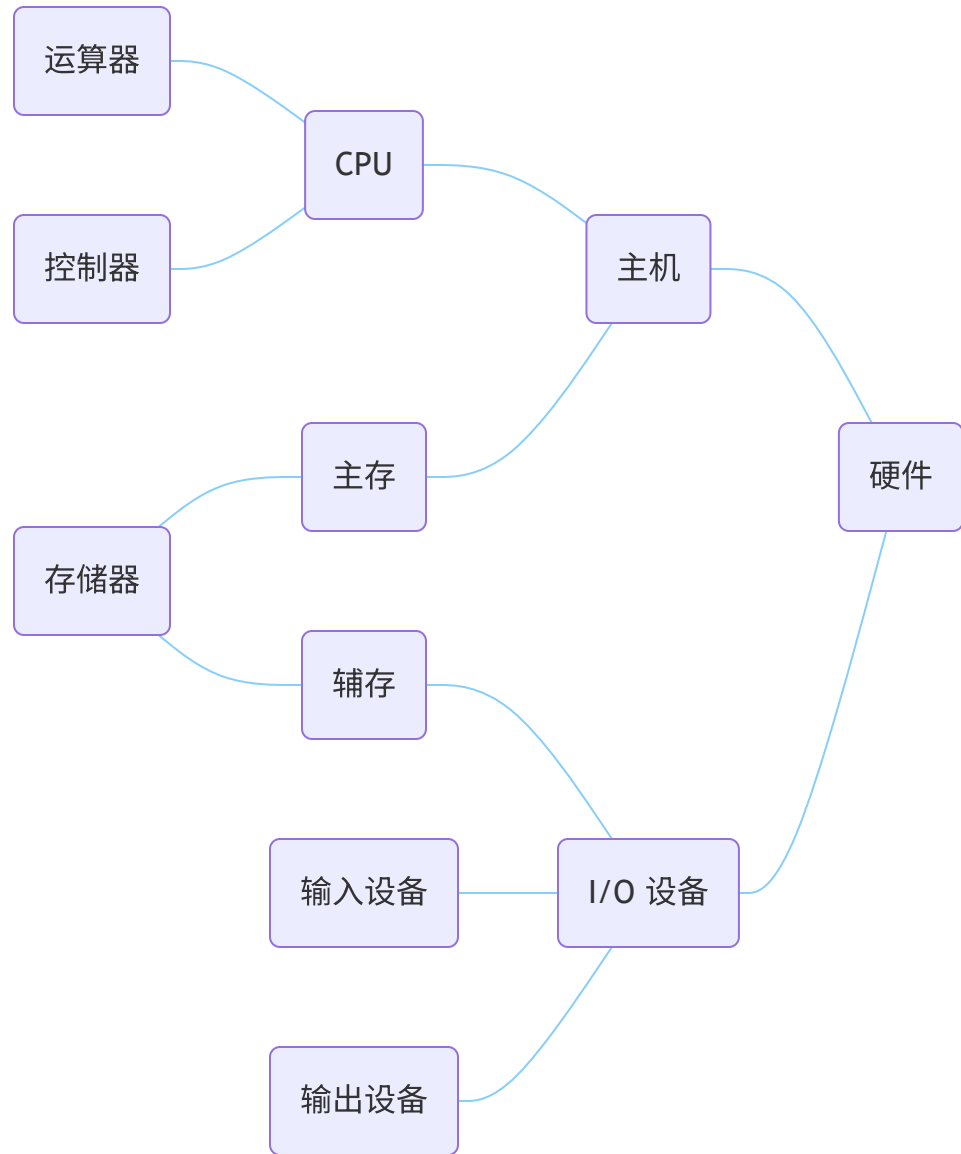 运算器
CPU
控制器
主机
主存
硬件
存储器
辅存
输入设备
I/O 设备
输出设备